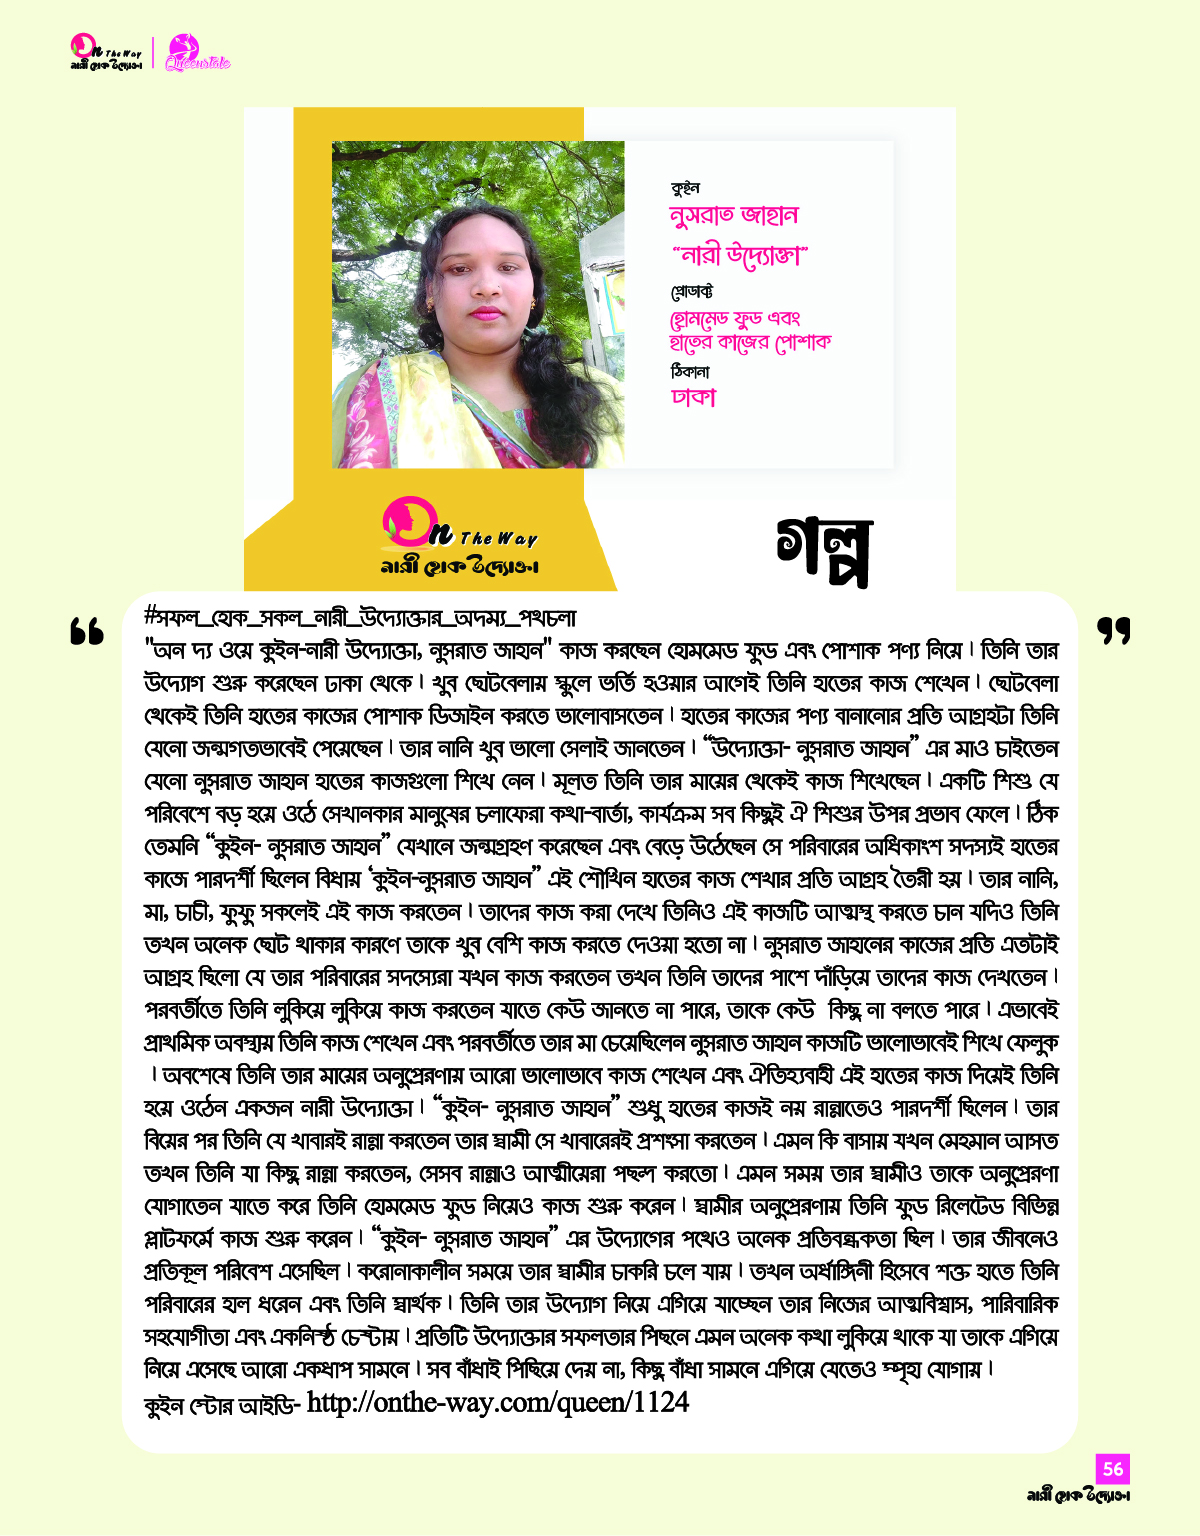 On The Way
নারী হোক উদ্যোক্তা
Queenstale
কুইন
নুসরাত জাহান
“নারী উদ্যোক্তা”
প্রোডাক্ট
হোমমেড ফুড এবং
হাতের কাজের পোশাক
ঠিকানা
ঢাকা
On The Way
নারী হোক উদ্যোক্তা
গল্প
#সফল_হোক_সকল_নারী_উদ্যোক্তার_অদম্য_পথচলা
"অন দ্য ওয়ে কুইন-নারী উদ্যোক্তা, নুসরাত জাহান" কাজ করছেন হোমমেড ফুড এবং পোশাক পণ্য নিয়ে। তিনি তার
উদ্যোগ শুরু করেছেন ঢাকা থেকে। খুব ছোটবেলায় স্কুলে ভর্তি হওয়ার আগেই তিনি হাতের কাজ শেখেন। ছোটবেলা
থেকেই তিনি হাতের কাজের পোশাক ডিজাইন করতে ভালোবাসতেন। হাতের কাজের পণ্য বানানোর প্রতি আগ্রহটা তিনি
যেনো জন্মগতভাবেই পেয়েছেন। তার নানি খুব ভালো সেলাই জানতেন। “উদ্যোক্তা- নুসরাত জাহান” এর মাও চাইতেন
যেনো নুসরাত জাহান হাতের কাজগুলো শিখে নেন। মূলত তিনি তার মায়ের থেকেই কাজ শিখেছেন। একটি শিশু যে
পরিবেশে বড় হয়ে ওঠে সেখানকার মানুষের চলাফেরা কথা-বার্তা, কার্যক্রম সব কিছুই ঐ শিশুর উপর প্রভাব ফেলে। ঠিক
তেমনি “কুইন- নুসরাত জাহান” যেখানে জন্মগ্রহণ করেছেন এবং বেড়ে উঠেছেন সে পরিবারের অধিকাংশ সদস্যই হাতের
কাজে পারদর্শী ছিলেন বিধায় ‘কুইন-নুসরাত জাহান” এই শৌখিন হাতের কাজ শেখার প্রতি আগ্রহ তৈরী হয়। তার নানি,
মা, চাচী, ফুফু সকলেই এই কাজ করতেন। তাদের কাজ করা দেখে তিনিও এই কাজটি আত্মস্থ করতে চান যদিও তিনি
তখন অনেক ছোট থাকার কারণে তাকে খুব বেশি কাজ করতে দেওয়া হতো না। নুসরাত জাহানের কাজের প্রতি এতটাই
আগ্রহ ছিলো যে তার পরিবারের সদস্যেরা যখন কাজ করতেন তখন তিনি তাদের পাশে দাঁড়িয়ে তাদের কাজ দেখতেন।
পরবর্তীতে তিনি লুকিয়ে লুকিয়ে কাজ করতেন যাতে কেউ জানতে না পারে, তাকে কেউ কিছু না বলতে পারে। এভাবেই
প্রাথমিক অবস্থায় তিনি কাজ শেখেন এবং পরবর্তীতে তার মা চেয়েছিলেন নুসরাত জাহান কাজটি ভালোভাবেই শিখে ফেলুক
। অবশেষে তিনি তার মায়ের অনুপ্রেরণায় আরো ভালোভাবে কাজ শেখেন এবং ঐতিহ্যবাহী এই হাতের কাজ দিয়েই তিনি
হয়ে ওঠেন একজন নারী উদ্যোক্তা। “কুইন- নুসরাত জাহান” শুধু হাতের কাজই নয় রান্নাতেও পারদর্শী ছিলেন। তার
বিয়ের পর তিনি যে খাবারই রান্না করতেন তার স্বামী সে খাবারেরই প্রশংসা করতেন। এমন কি বাসায় যখন মেহমান আসত
তখন তিনি যা কিছু রান্না করতেন, সেসব রান্নাও আত্মীয়েরা পছন্দ করতো। এমন সময় তার স্বামীও তাকে অনুপ্রেরণা
যোগাতেন যাতে করে তিনি হোমমেড ফুড নিয়েও কাজ শুরু করেন। স্বামীর অনুপ্রেরণায় তিনি ফুড রিলেটেড বিভিন্ন
প্লাটফর্মে কাজ শুরু করেন। “কুইন- নুসরাত জাহান” এর উদ্যোগের পথেও অনেক প্রতিবন্ধকতা ছিল। তার জীবনেও
প্রতিকূল পরিবেশ এসেছিল। করোনাকালীন সময়ে তার স্বামীর চাকরি চলে যায়। তখন অর্ধাঙ্গিনী হিসেবে শক্ত হাতে তিনি
পরিবারের হাল ধরেন এবং তিনি স্বার্থক। তিনি তার উদ্যোগ নিয়ে এগিয়ে যাচ্ছেন তার নিজের আত্মবিশ্বাস, পারিবারিক
সহযোগীতা এবং একনিষ্ঠ চেস্টায়। প্রতিটি উদ্যোক্তার সফলতার পিছনে এমন অনেক কথা লুকিয়ে থাকে যা তাকে এগিয়ে
নিয়ে এসেছে আরো একধাপ সামনে। সব বাঁধাই পিছিয়ে দেয় না, কিছু বাঁধা সামনে এগিয়ে যেতেও স্পৃহা যোগায়।
কুইন স্টোর আইডি- http://onthe-way.com/queen/1124
56
নারী হোক উদ্যোক্তা